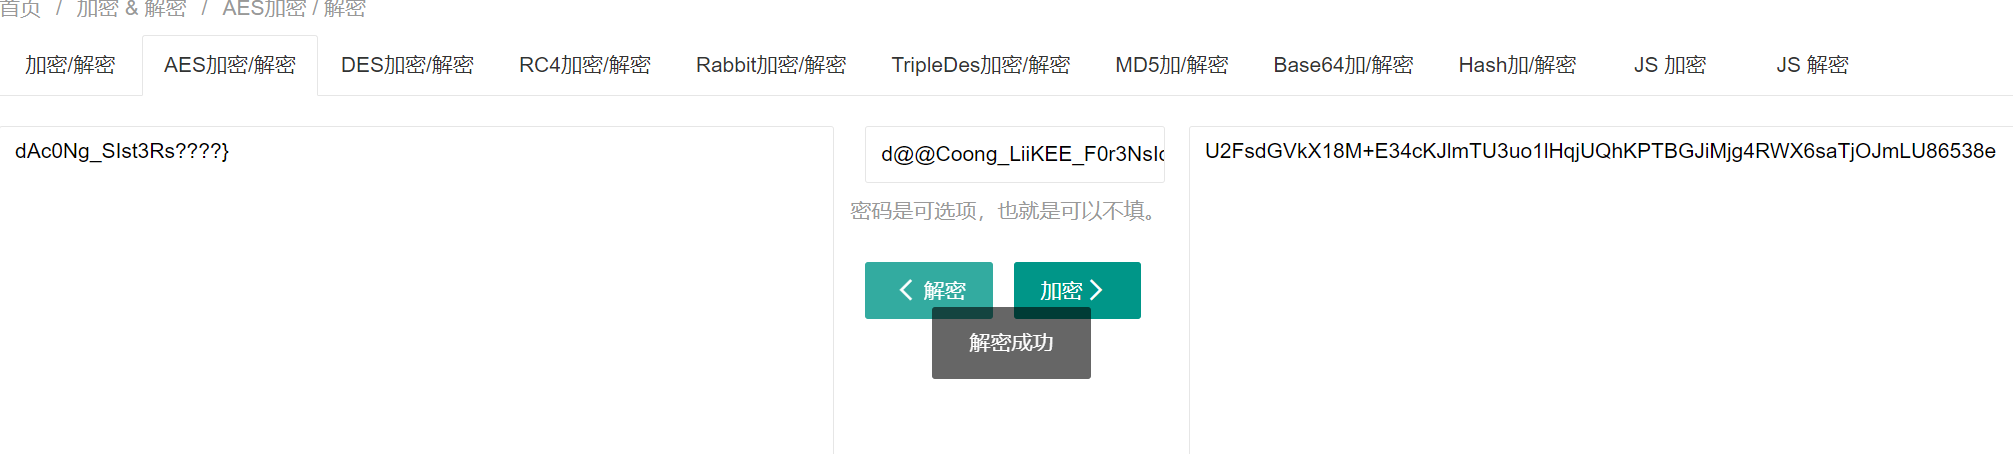 首页 / 加密 & 解密 / AES加密 / 解密
加密/解密 AES加密/解密 DES加密/解密 RC4加密/解密 Rabbit加密/解密 TripleDes加密/解密 MD5加/解密 Base64加/解密 Hash加/解密 JS 加密 JS 解密
dAc0Ng_SIst3Rs????}
d@@Coong_LiiKEE_F0r3NsIc
U2FsdGVkX18M+E34cKJlmTU3uo1lHqjUQhKPTBGJiMjg4RWX6saTjOJmLU86538e
密码是可选项，也就是可以不填。
解密 加密
解密成功